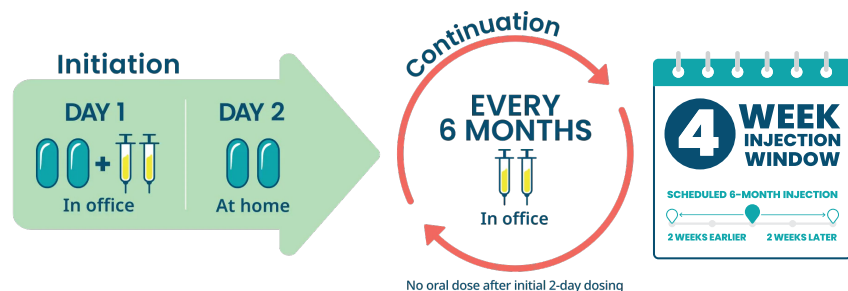 Initiation
DAY 1
DAY 2
+
In office
At home
Continuation
EVERY
6 MONTHS
In office
No oral dose after initial 2-day dosing
4 WEEK
INJECTION
WINDOW
SCHEDULED 6-MONTH INJECTION
2 WEEKS EARLIER
2 WEEKS LATER